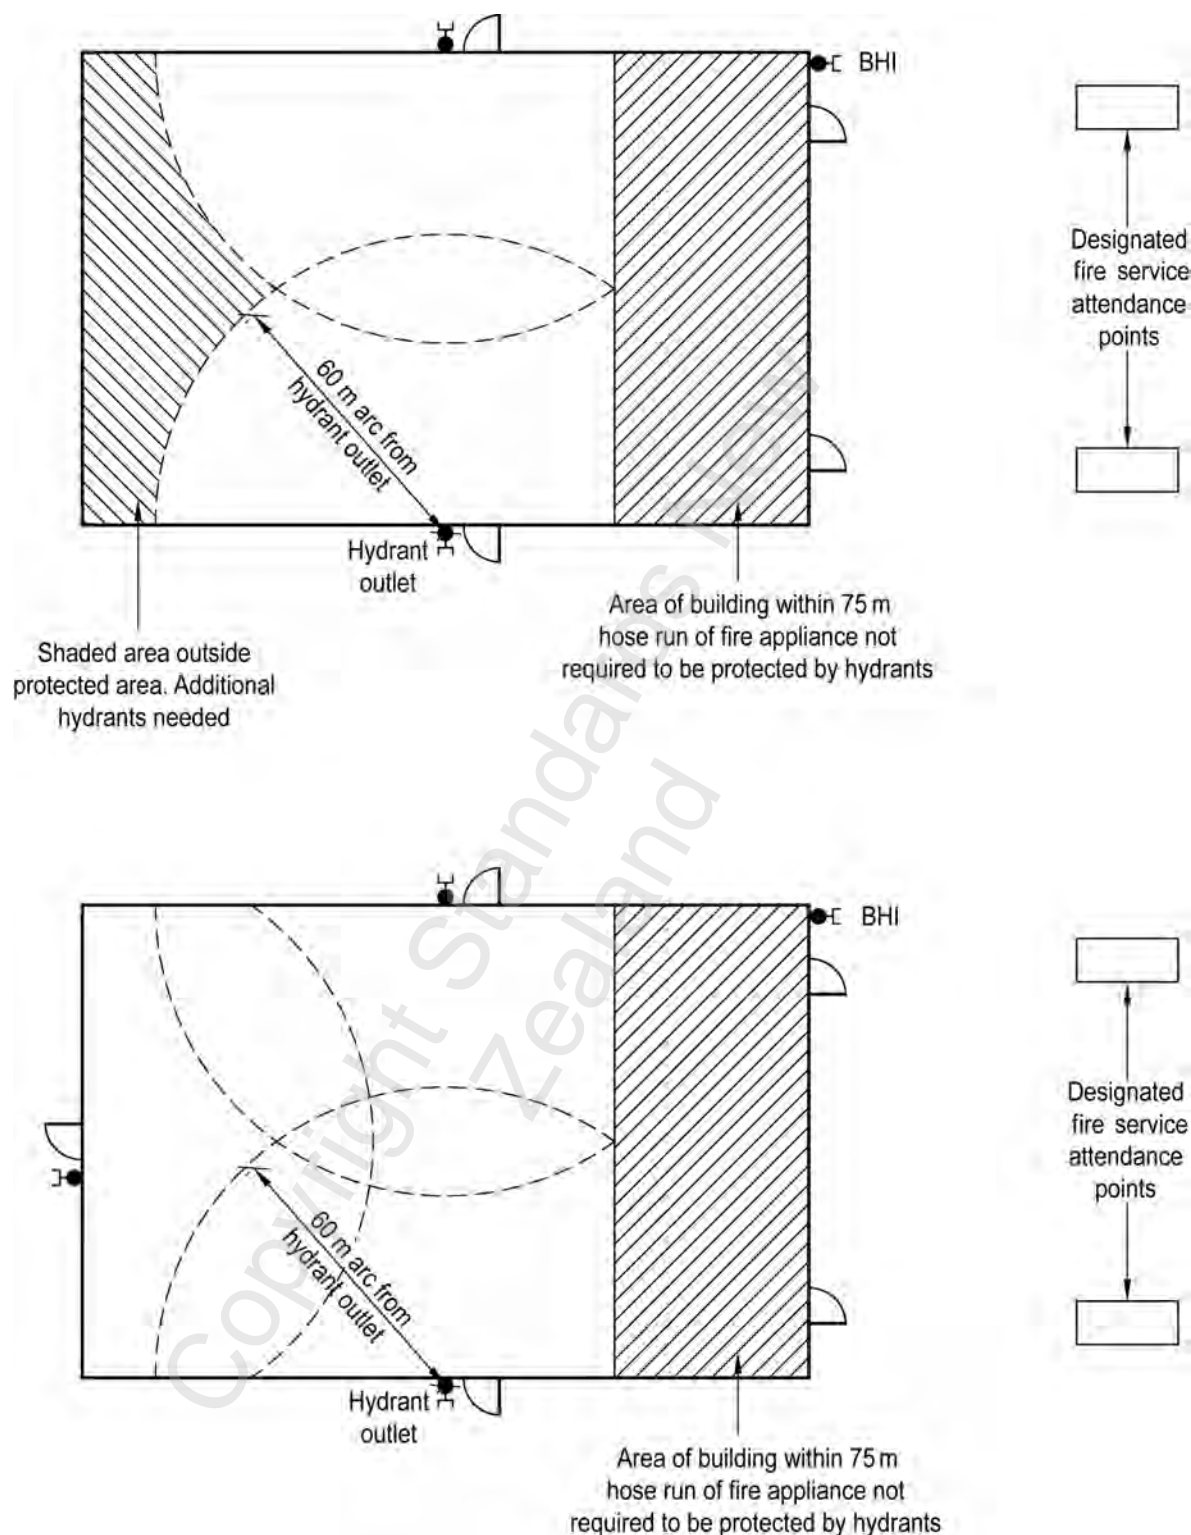 BHI
Designated
fire service
attendance
points
60 m arc from
hydrant outlet
Hydrant
outlet
Shaded area outside
protected area. Additional
hydrants needed
Area of building within 75 m
hose run of fire appliance not
required to be protected by hydrants
Copyright Standards New
Zealand
BHI
Designated
fire service
attendance
points
60 m arc from
hydrant outlet
Hydrant
outlet
Area of building within 75 m
hose run of fire appliance not
required to be protected by hydrants